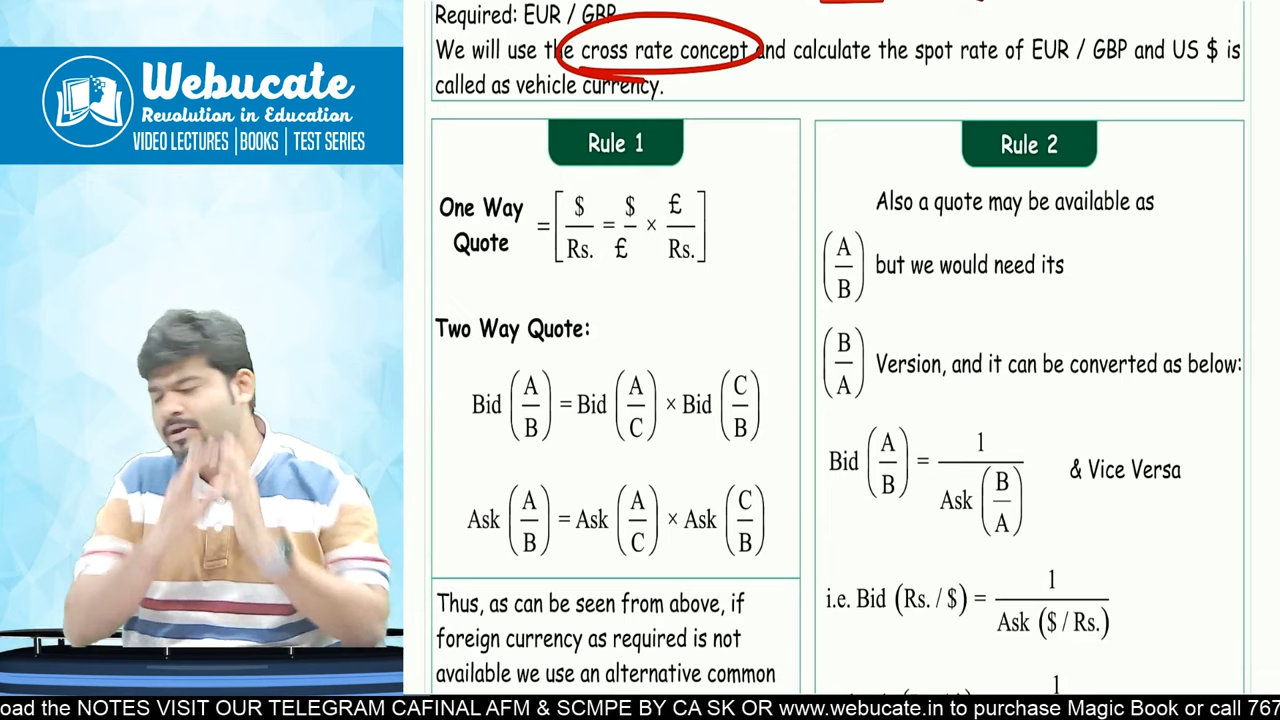 Required: EUR / GBP
We will use the cross rate concept and calculate the spot rate of EUR / GBP and US $ is
called as vehicle currency.
Webucate
Revolution in Education
VIDEO LECTURES | BOOKS | TEST SERIES
Rule 1
One Way Quote = [ $ / Rs. = $ / £ × £ / Rs. ]
Two Way Quote:
Bid (A/B) = Bid (A/C) × Bid (C/B)
Ask (A/B) = Ask (A/C) × Ask (C/B)
Thus, as can be seen from above, if
foreign currency as required is not
available we use an alternative common
Rule 2
Also a quote may be available as
(A/B) but we would need its
(B/A) Version, and it can be converted as below:
Bid (A/B) = 1 / Ask (B/A) & Vice Versa
i.e. Bid (Rs. / $) = 1 / Ask ($ / Rs.)
1
oad the NOTES VISIT OUR TELEGRAM CAFINAL AFM & SCMPE BY CA SK OR www.webucate.in to purchase Magic Book or call 767